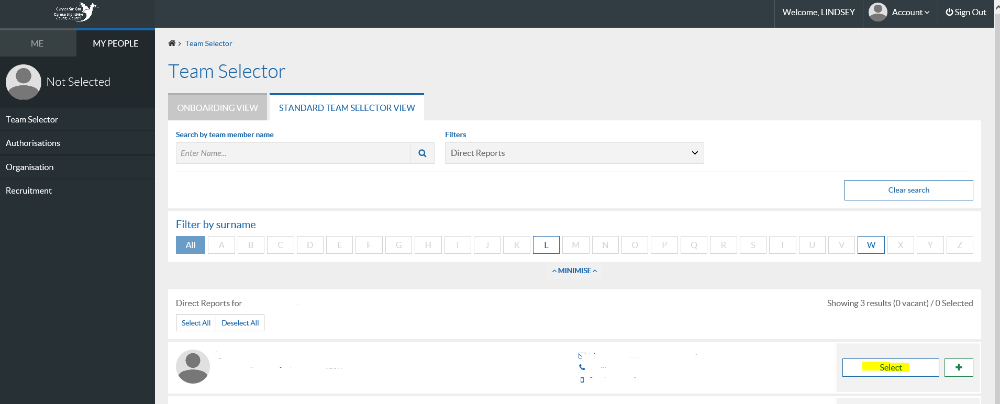 Cyngor Sir Gâr
Carmarthenshire
County Council
Welcome, LINDSEY
Account
Sign Out
ME
MY PEOPLE
Not Selected
Team Selector
Authorisations
Organisation
Recruitment
Team Selector
Team Selector
ONBOARDING VIEW
STANDARD TEAM SELECTOR VIEW
Search by team member name
Filters
Enter Name...
Direct Reports
Clear search
Filter by surname
All A B C D E F G H I J K L M N O P Q R S T U V W X Y Z
MINIMISE
Direct Reports for
Showing 3 results (0 vacant) / 0 Selected
Select All
Deselect All
Select